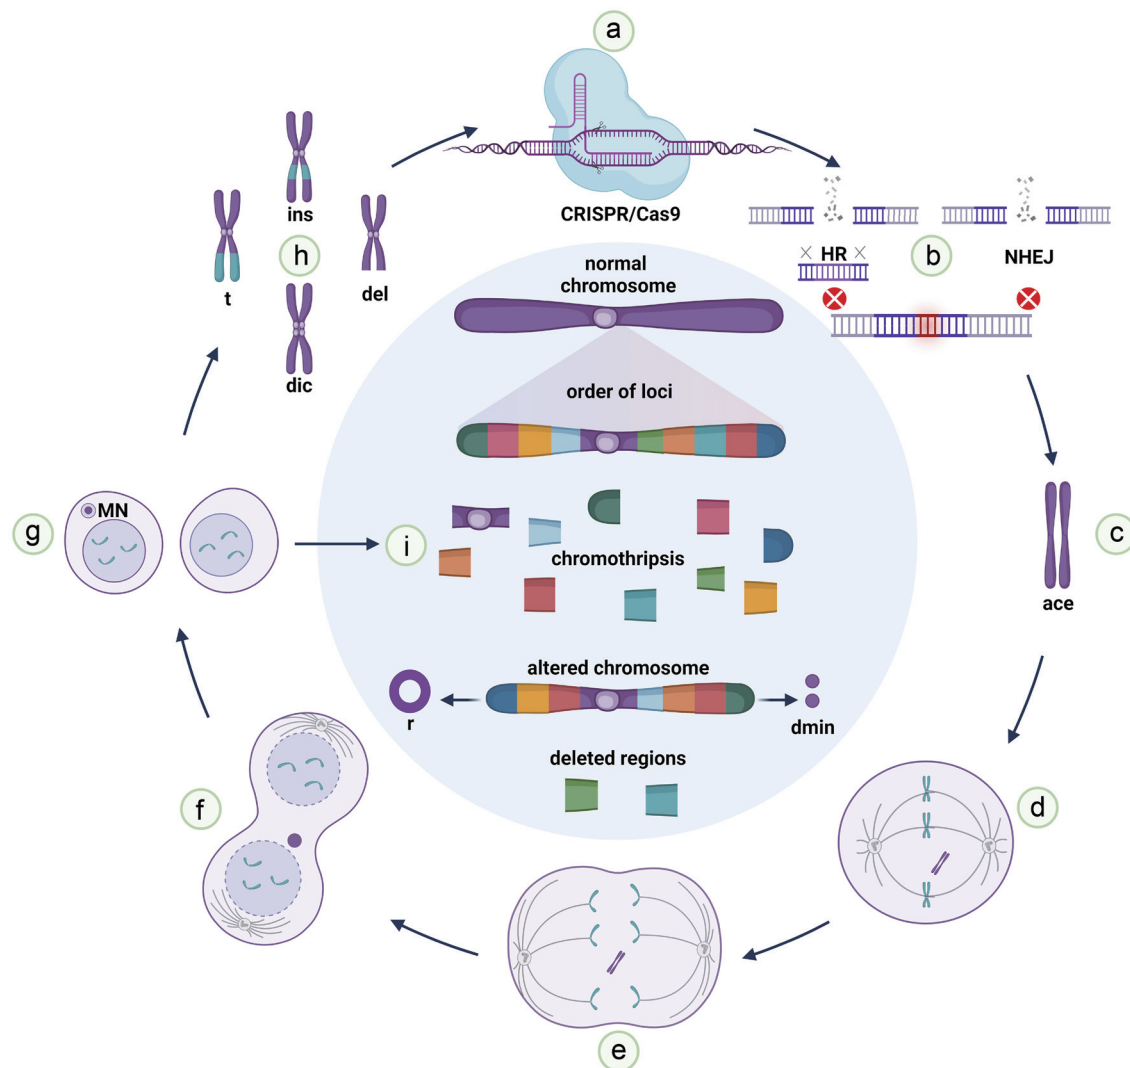 a
CRISPR/Cas9
HR
NHEJ
b
c
ace
d
e
f
g
MN
h
ins
t
del
dic
normal
chromosome
order of loci
i
chromothripsis
altered chromosome
r
dmin
deleted regions